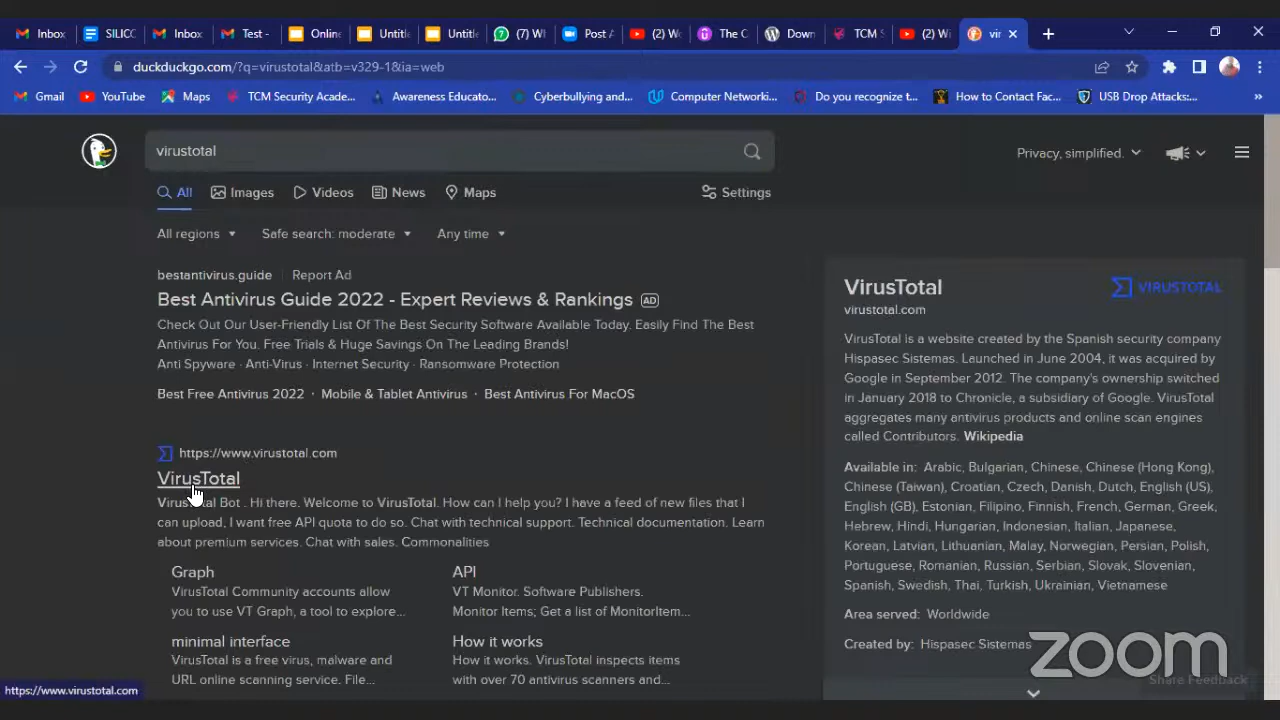 Inbox
SILICC
Inbox
Test -
Online
Untitl
Untitl
(7) W
Post A
(2) W
The C
Down
TCM S
(2) W
vir
duckduckgo.com/?q=virustotal&atb=v329-1&ia=web
Gmail
YouTube
Maps
TCM Security Acade...
Awareness Educato...
Cyberbullying and...
Computer Networki...
Do you recognize t...
How to Contact Fac...
USB Drop Attacks:...
»
virustotal
Privacy, simplified.
All
Images
Videos
News
Maps
Settings
All regions
Safe search: moderate
Any time
bestantivirus.guide
Report Ad
Best Antivirus Guide 2022 - Expert Reviews & Rankings AD
Check Out Our User-Friendly List Of The Best Security Software Available Today. Easily Find The Best
Antivirus For You. Free Trials & Huge Savings On The Leading Brands!
Anti Spyware · Anti-Virus · Internet Security · Ransomware Protection
Best Free Antivirus 2022 · Mobile & Tablet Antivirus · Best Antivirus For MacOS
https://www.virustotal.com
VirusTotal
VirusTotal Bot . Hi there. Welcome to VirusTotal. How can I help you? I have a feed of new files that I
can upload, I want free API quota to do so. Chat with technical support. Technical documentation. Learn
about premium services. Chat with sales. Commonalities
Graph
VirusTotal Community accounts allow
you to use VT Graph, a tool to explore...
API
VT Monitor. Software Publishers.
Monitor Items; Get a list of MonitorItem...
minimal interface
VirusTotal is a free virus, malware and
URL online scanning service. File...
How it works
How it works. VirusTotal inspects items
with over 70 antivirus scanners and...
VirusTotal
virustotal.com
VIRUSTOTAL
VirusTotal is a website created by the Spanish security company
Hispasec Sistemas. Launched in June 2004, it was acquired by
Google in September 2012. The company's ownership switched
in January 2018 to Chronicle, a subsidiary of Google. VirusTotal
aggregates many antivirus products and online scan engines
called Contributors. Wikipedia
Available in: Arabic, Bulgarian, Chinese, Chinese (Hong Kong),
Chinese (Taiwan), Croatian, Czech, Danish, Dutch, English (US),
English (GB), Estonian, Filipino, Finnish, French, German, Greek,
Hebrew, Hindi, Hungarian, Indonesian, Italian, Japanese,
Korean, Latvian, Lithuanian, Malay, Norwegian, Persian, Polish,
Portuguese, Romanian, Russian, Serbian, Slovak, Slovenian,
Spanish, Swedish, Thai, Turkish, Ukrainian, Vietnamese
Area served: Worldwide
Created by: Hispasec Sistemas
zoom
Share Feedback
https://www.virustotal.com